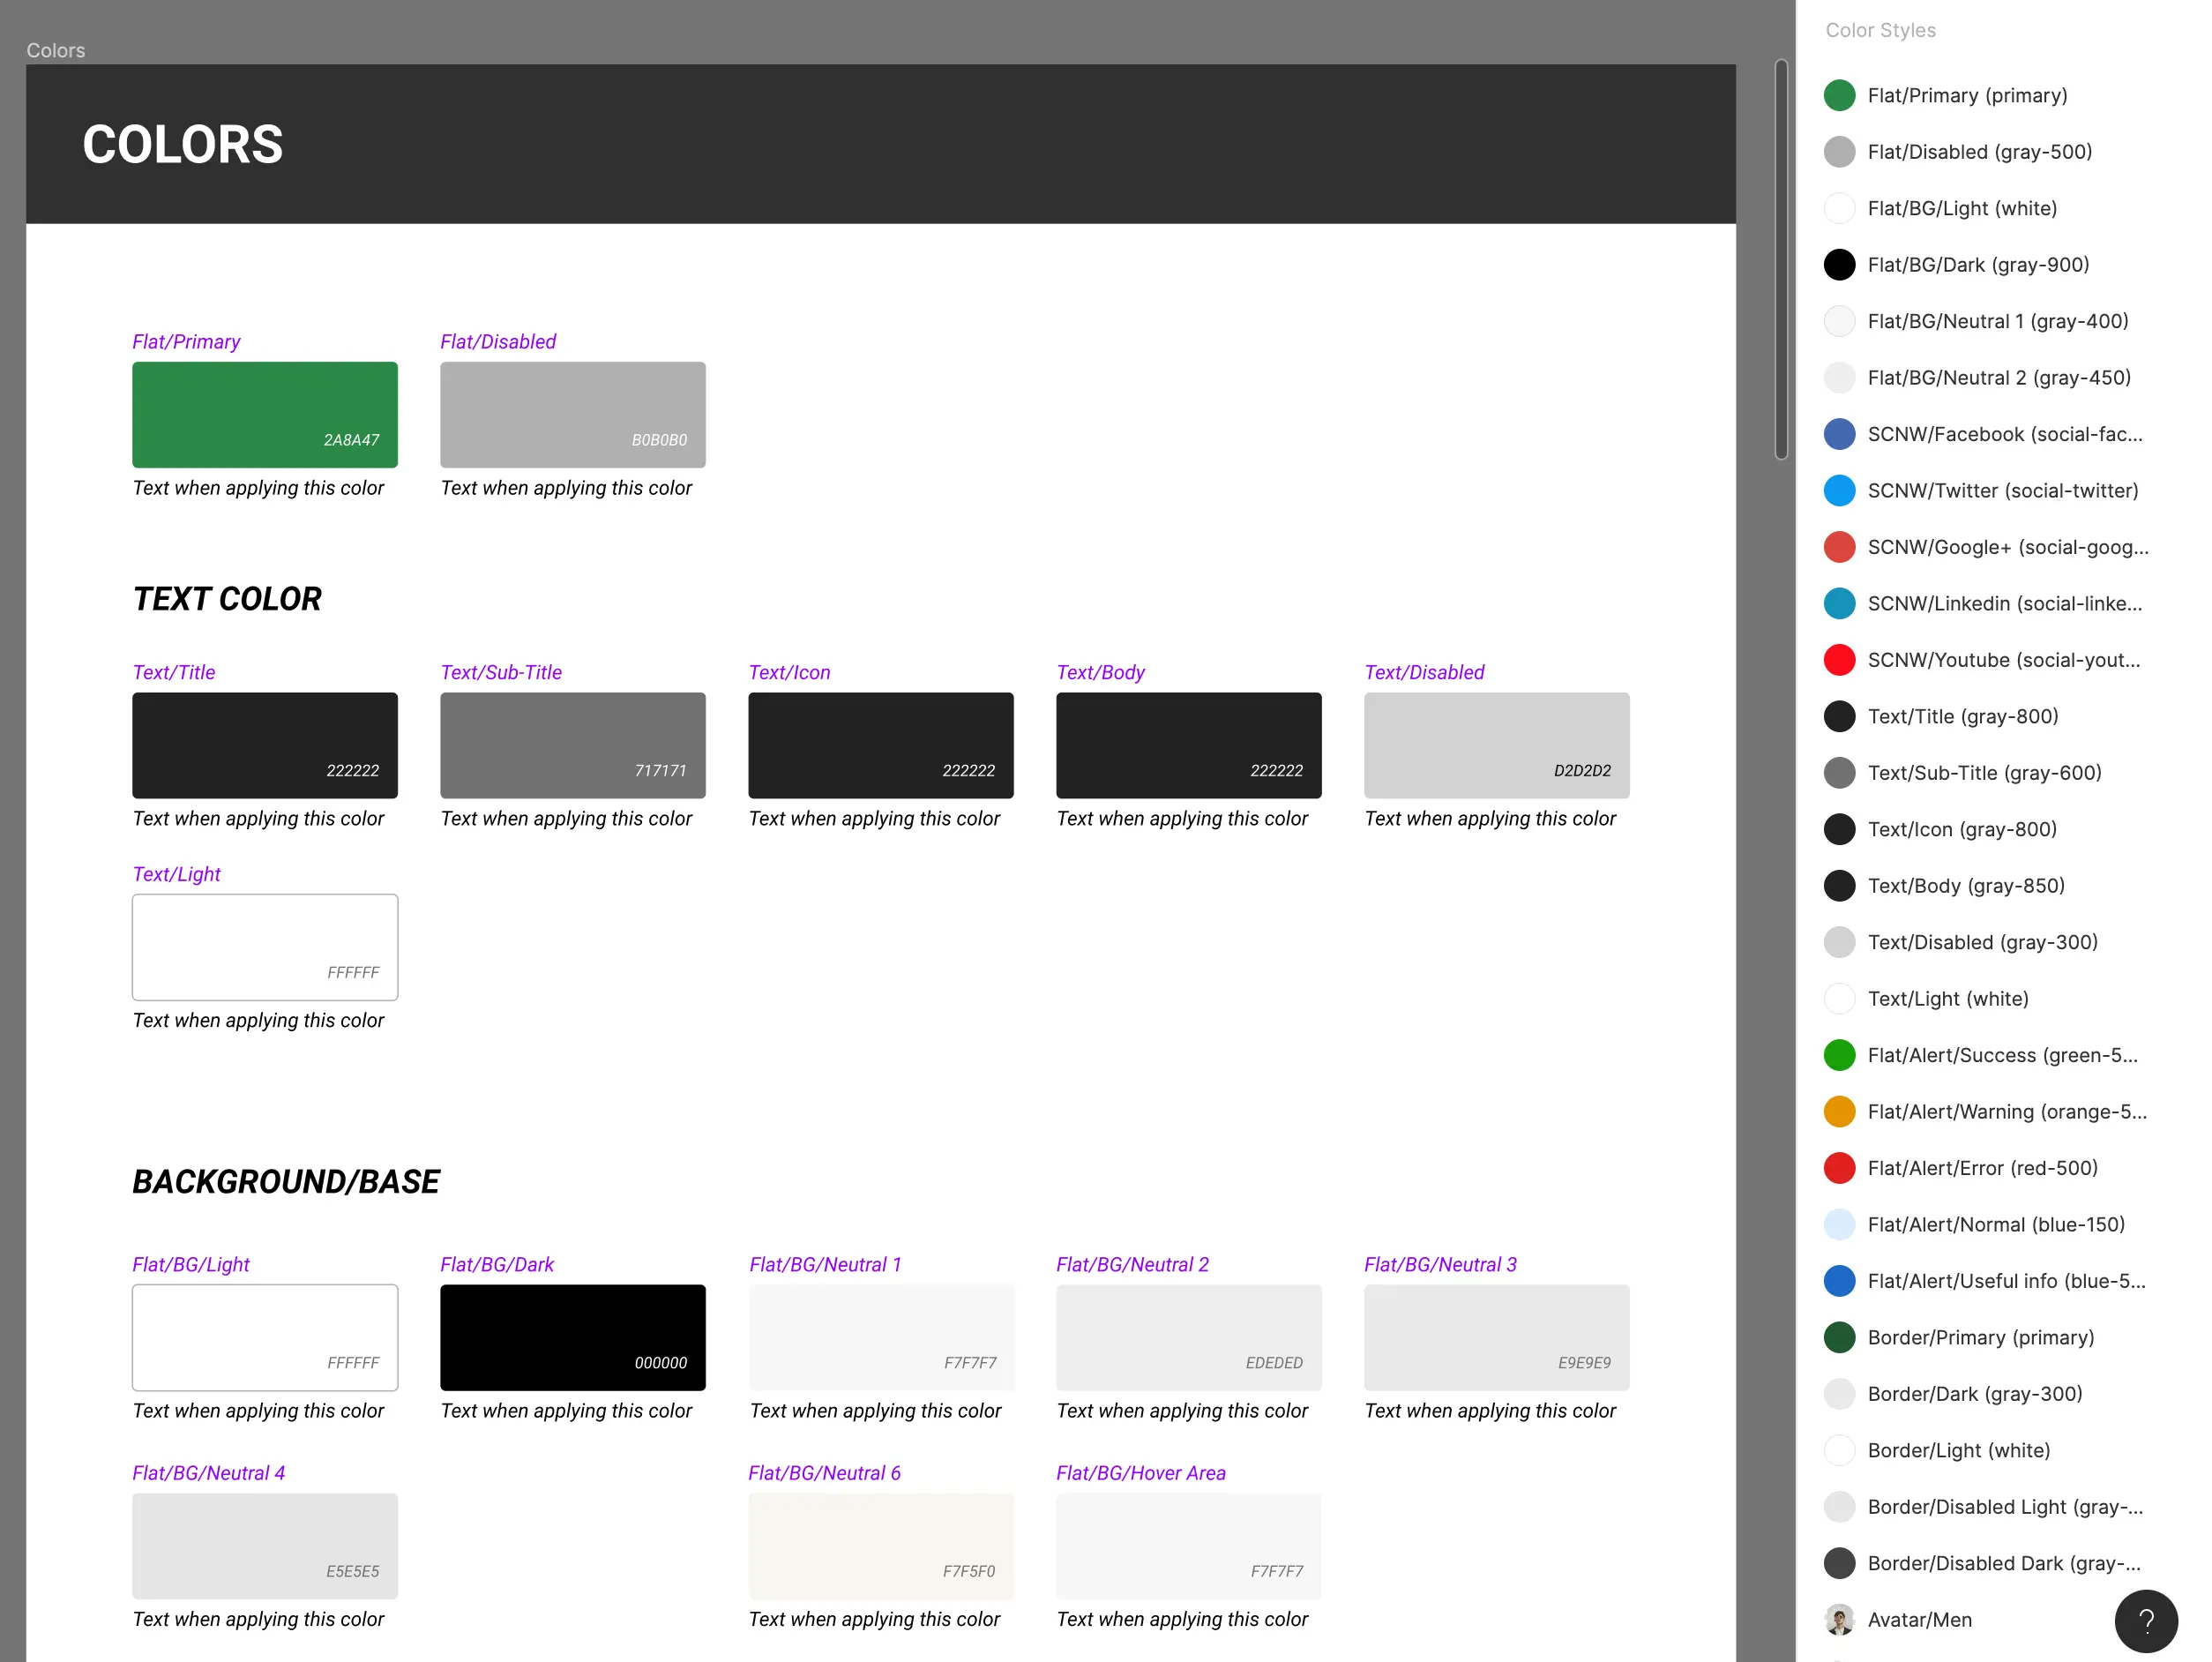 Colors
COLORS
Flat/Primary
Flat/Disabled
2A8A47
B0B0B0
Text when applying this color
Text when applying this color
TEXT COLOR
Text/Title
Text/Sub-Title
Text/Icon
Text/Body
Text/Disabled
222222
717171
222222
222222
D2D2D2
Text when applying this color
Text when applying this color
Text when applying this color
Text when applying this color
Text when applying this color
Text/Light
FFFFFF
Text when applying this color
BACKGROUND/BASE
Flat/BG/Light
Flat/BG/Dark
Flat/BG/Neutral 1
Flat/BG/Neutral 2
Flat/BG/Neutral 3
FFFFFF
000000
F7F7F7
EDEDED
E9E9E9
Text when applying this color
Text when applying this color
Text when applying this color
Text when applying this color
Text when applying this color
Flat/BG/Neutral 4
Flat/BG/Neutral 6
Flat/BG/Hover Area
E5E5E5
F7F5F0
F7F7F7
Text when applying this color
Text when applying this color
Text when applying this color
Color Styles
Flat/Primary (primary)
Flat/Disabled (gray-500)
Flat/BG/Light (white)
Flat/BG/Dark (gray-900)
Flat/BG/Neutral 1 (gray-400)
Flat/BG/Neutral 2 (gray-450)
SCNW/Facebook (social-fac...
SCNW/Twitter (social-twitter)
SCNW/Google+ (social-goog...
SCNW/Linkedin (social-linke...
SCNW/Youtube (social-yout...
Text/Title (gray-800)
Text/Sub-Title (gray-600)
Text/Icon (gray-800)
Text/Body (gray-850)
Text/Disabled (gray-300)
Text/Light (white)
Flat/Alert/Success (green-5...
Flat/Alert/Warning (orange-5...
Flat/Alert/Error (red-500)
Flat/Alert/Normal (blue-150)
Flat/Alert/Useful info (blue-5...
Border/Primary (primary)
Border/Dark (gray-300)
Border/Light (white)
Border/Disabled Light (gray-...
Border/Disabled Dark (gray-...
Avatar/Men
?